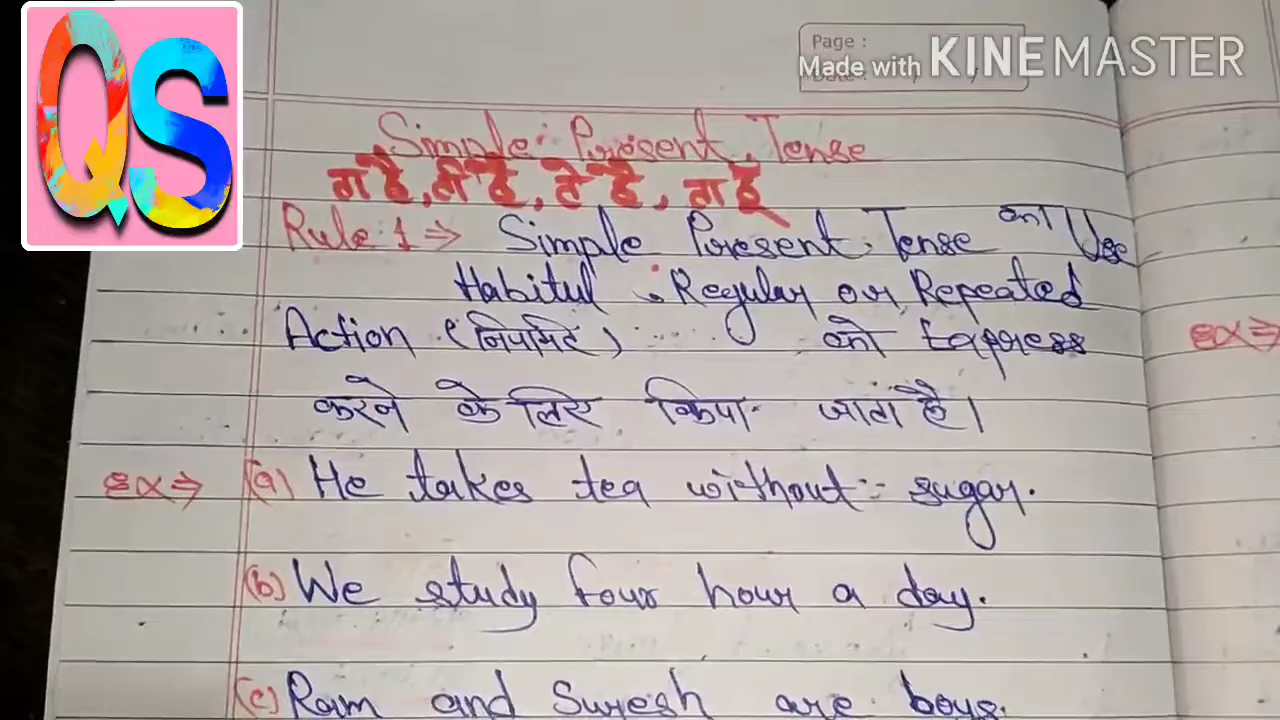 QS
Page :
Made with KINEMASTER
Simple Present Tense
ता है, ती है, ते है, ता हूँ
Rule 1 ⇒ Simple Present Tense का Use
Habitul Regular or Repeated
Action (नियमित) को Express
करने के लिए किया जाता है।
ex ⇒ (a) He takes tea without sugar.
(b) We study four hour a day.
(c) Ram and Suresh are boys.
ex ⇒